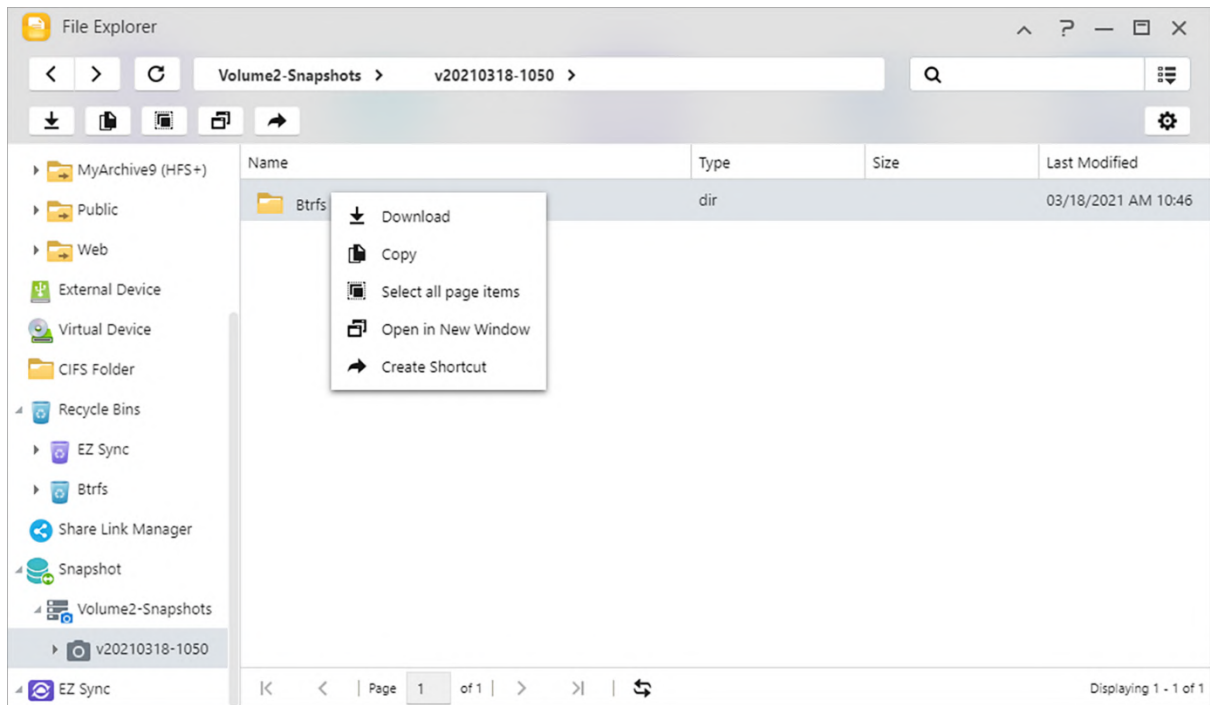 File Explorer
Volume2-Snapshots > v20210318-1050 >
MyArchive9 (HFS+)
Public
Web
External Device
Virtual Device
CIFS Folder
Recycle Bins
EZ Sync
Btrfs
Share Link Manager
Snapshot
Volume2-Snapshots
v20210318-1050
EZ Sync
Name Type Size Last Modified
Btrfs dir 03/18/2021 AM 10:46
Download
Copy
Select all page items
Open in New Window
Create Shortcut
Page 1 of 1
Displaying 1 - 1 of 1